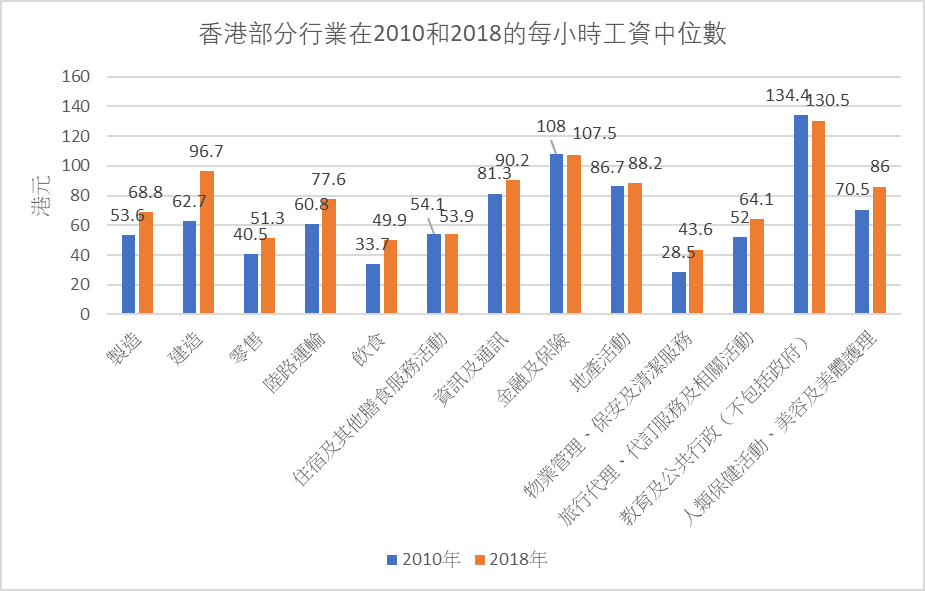 香港部分行業在2010和2018的每小時工資中位數
港元
160
140
120
100
80
60
40
20
0
53.6
68.8
62.7
96.7
40.5
51.3
60.8
77.6
33.7
49.9
54.1
53.9
81.3
90.2
108
107.5
86.7
88.2
28.5
43.6
52
64.1
134.4
130.5
70.5
86
製造
建造
零售
陸路運輸
飲食
住宿及其他膳食服務活動
資訊及通訊
金融及保險
地產活動
物業管理、保安及清潔服務
旅行代理、代訂服務及相關活動
教育及公共行政（不包括政府）
人類保健活動、美容及美體護理
2010年
2018年